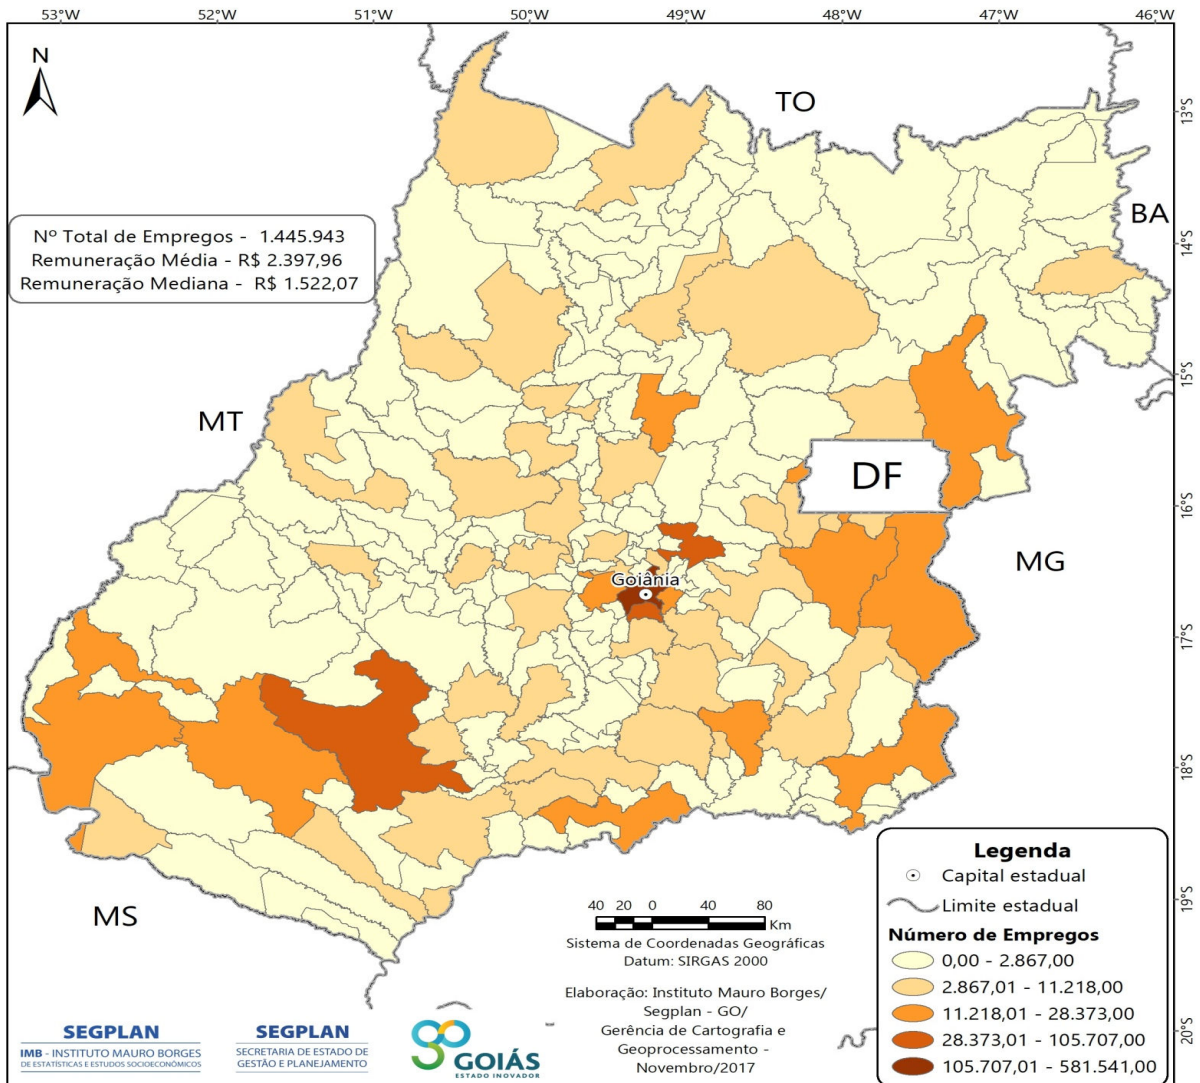 53°W 52°W 51°W 50°W 49°W 48°W 47°W 46°W
N
TO
13°S
BA
Nº Total de Empregos - 1.445.943
Remuneração Média - R$ 2.397,96
Remuneração Mediana - R$ 1.522,07
14°S
15°S
MT
DF
16°S
MG
Goiânia
17°S
18°S
MS
19°S
40 20 0 40 80
Km
Sistema de Coordenadas Geográficas
Datum: SIRGAS 2000
Elaboração: Instituto Mauro Borges/
Segplan - GO/
Gerência de Cartografia e
Geoprocessamento -
Novembro/2017
Legenda
Capital estadual
Limite estadual
Número de Empregos
0,00 - 2.867,00
2.867,01 - 11.218,00
11.218,01 - 28.373,00
28.373,01 - 105.707,00
105.707,01 - 581.541,00
20°S
SEGPLAN
IMB - INSTITUTO MAURO BORGES
DE ESTATÍSTICAS E ESTUDOS SOCIOECONÔMICOS
SEGPLAN
SECRETARIA DE ESTADO DE
GESTÃO E PLANEJAMENTO
GOIÁS
ESTADO INOVADOR